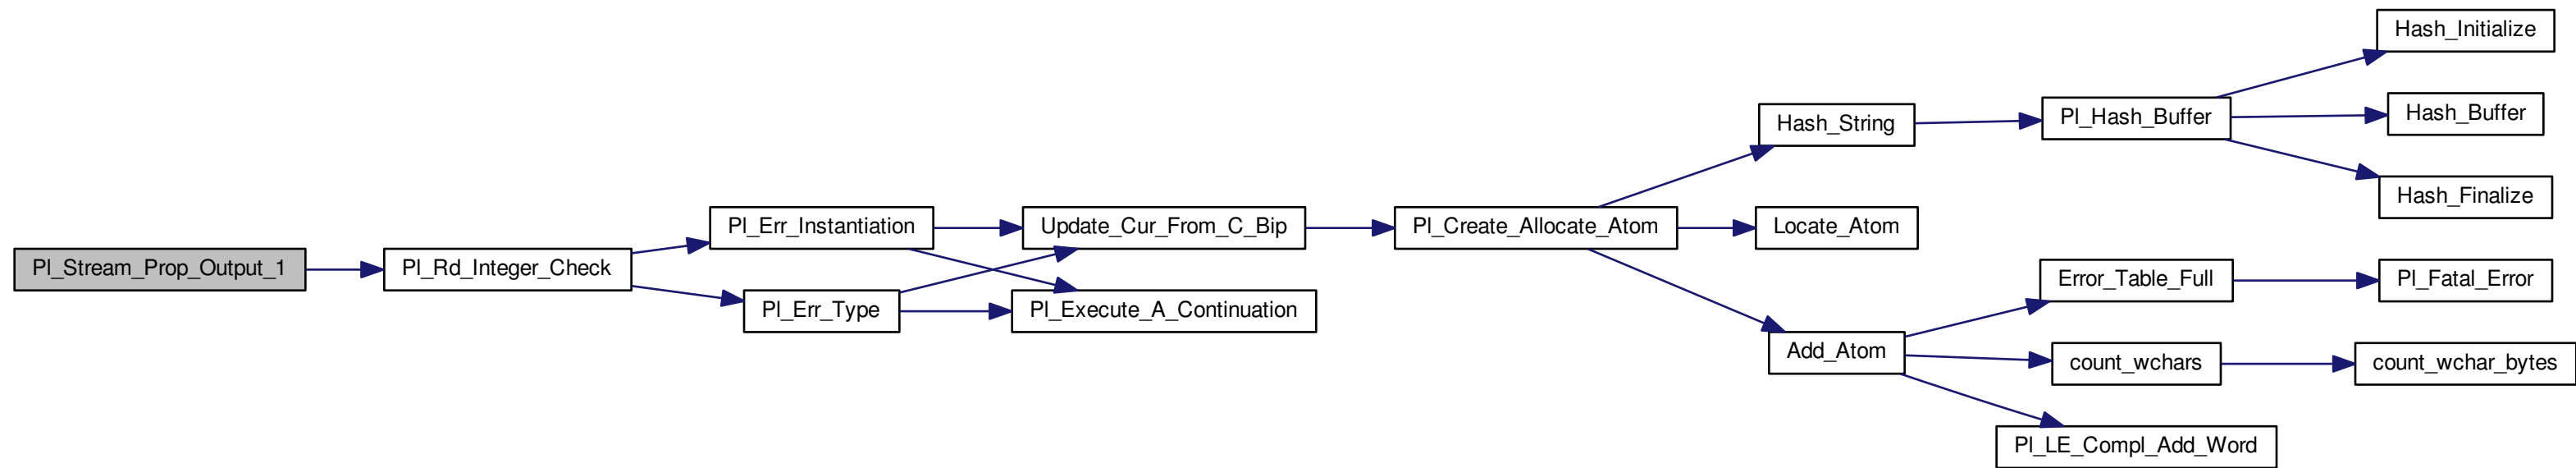 Pl_Stream_Prop_Output_1
Pl_Rd_Integer_Check
Pl_Err_Instantiation
Pl_Err_Type
Update_Cur_From_C_Bip
Pl_Execute_A_Continuation
Pl_Create_Allocate_Atom
Hash_String
Locate_Atom
Add_Atom
Pl_Hash_Buffer
Error_Table_Full
count_wchars
Pl_LE_Compl_Add_Word
Hash_Initialize
Hash_Buffer
Hash_Finalize
Pl_Fatal_Error
count_wchar_bytes